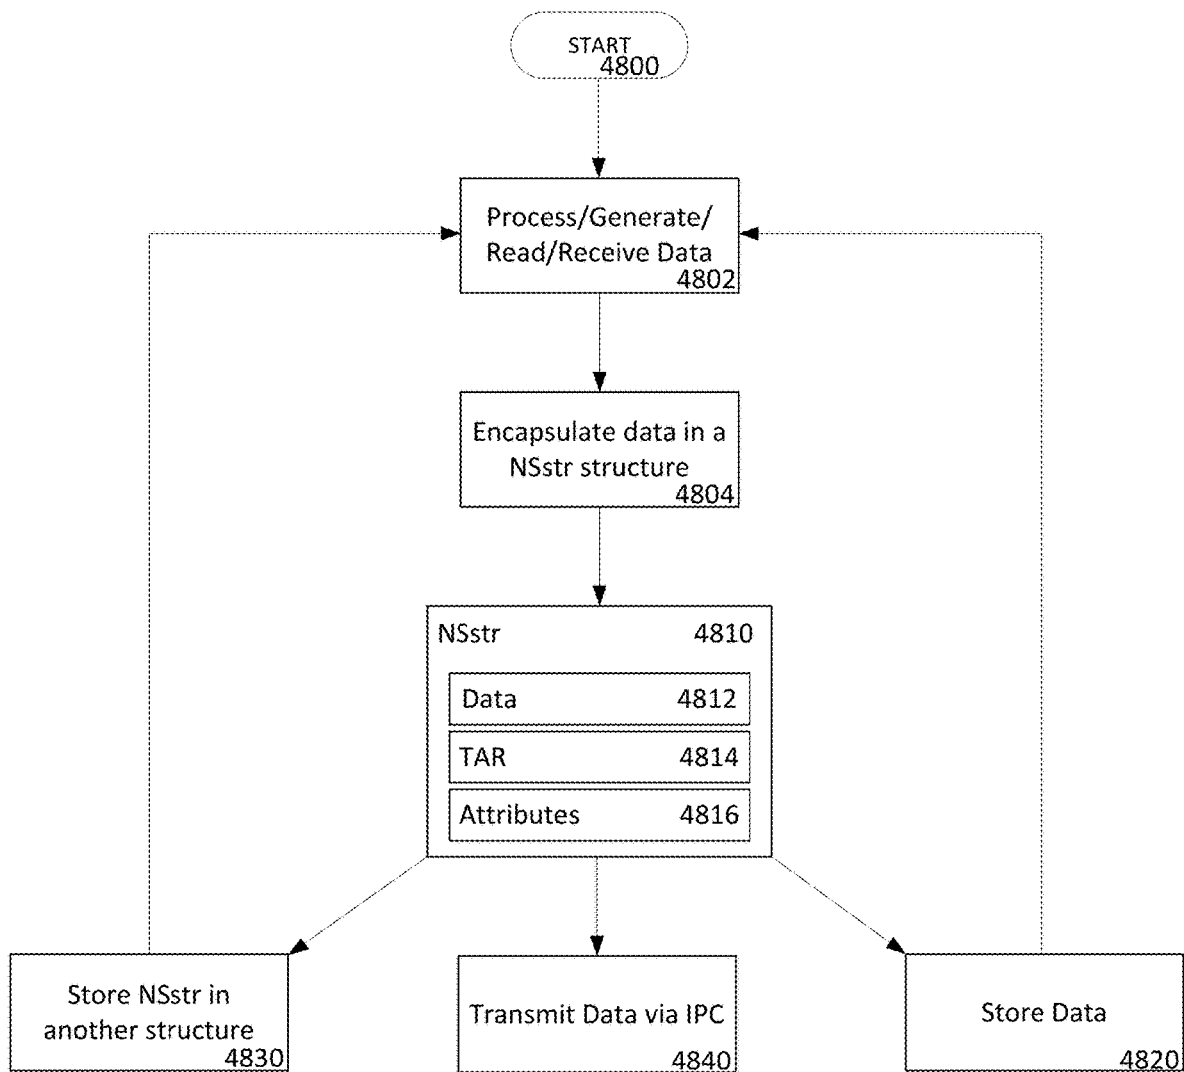 START
4800
Process/Generate/
Read/Receive Data
4802
Encapsulate data in a
NSstr structure
4804
NSstr 4810
Data 4812
TAR 4814
Attributes 4816
Store NSstr in
another structure
4830
Transmit Data via IPC
4840
Store Data
4820